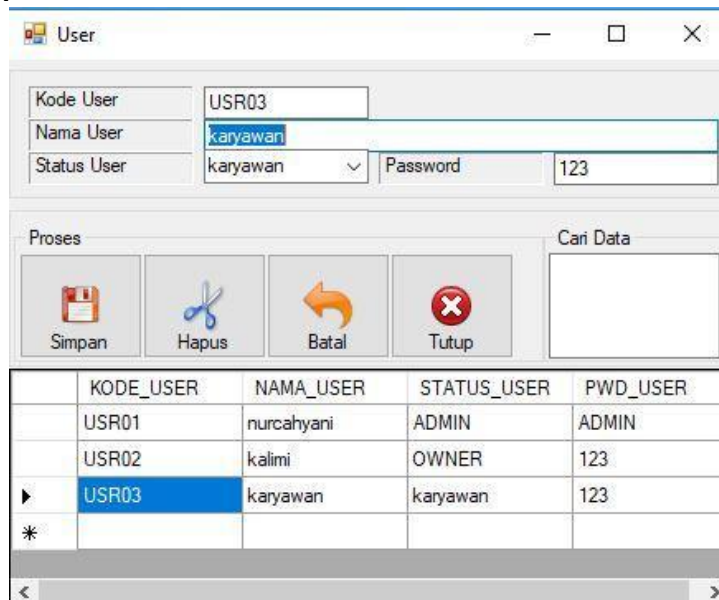 User
Kode User USR03
Nama User karyawan
Status User karyawan Password 123
Proses Cari Data
Simpan Hapus Batal Tutup
KODE_USER NAMA_USER STATUS_USER PWD_USER
USR01 nurcahyani ADMIN ADMIN
USR02 kalimi OWNER 123
USR03 karyawan karyawan 123